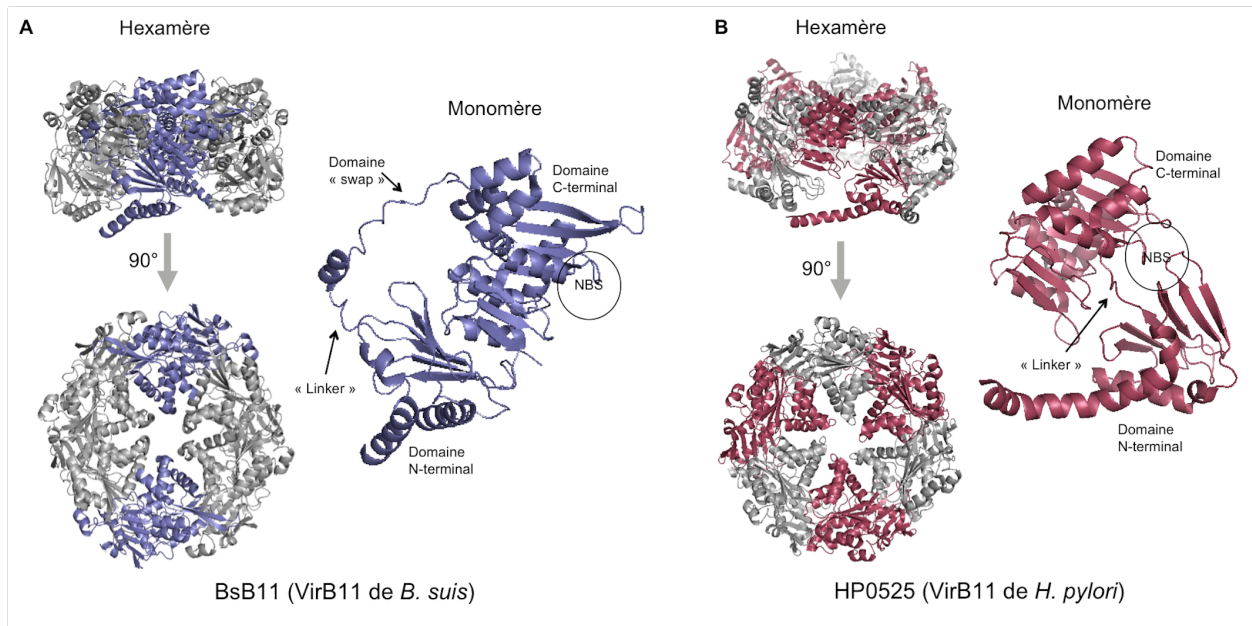 A
Hexamère
Monomère
Domaine
« swap »
Domaine
C-terminal
90°
NBS
« Linker »
Domaine
N-terminal
BsB11 (VirB11 de B. suis)
B
Hexamère
Monomère
Domaine
C-terminal
90°
NBS
« Linker »
Domaine
N-terminal
HP0525 (VirB11 de H. pylori)